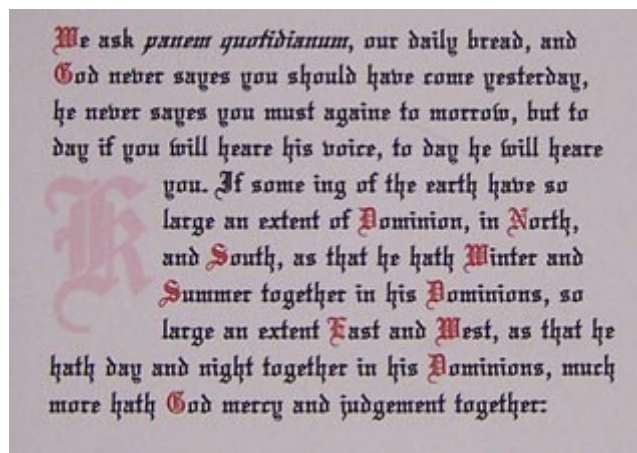 We ask panem quotidianum, our daily bread, and
God never sayes you should have come yesterday,
he never sayes you must againe to morrow, but to
day if you will heare his voice, to day he will heare
you. If some
K
ing of the earth have so
large an extent of Dominion, in North,
and South, as that he hath Winter and
Summer together in his Dominions, so
large an extent East and West, as that he
hath day and night together in his Dominions, much
more hath God mercy and judgement together: